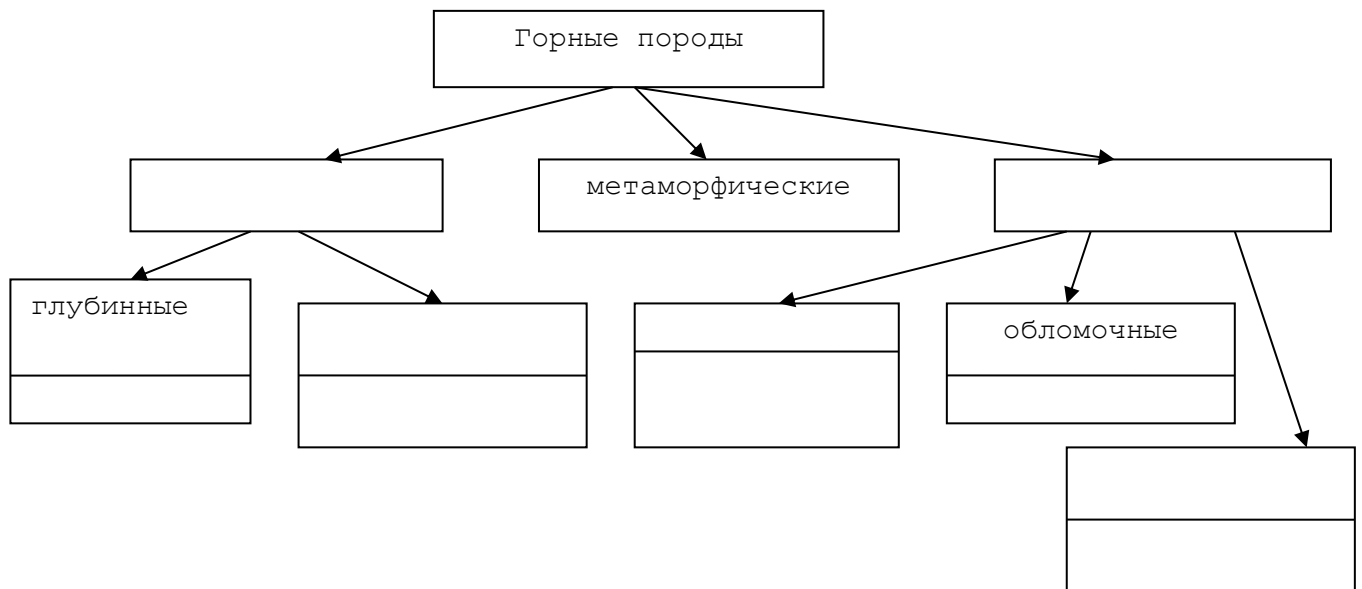 Горные породы
метаморфические
глубинные
обломочные